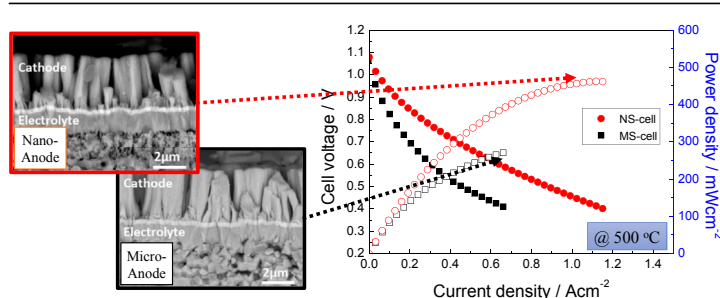 Cathode
Electrolyte
Nano-
Anode
2µm
Cathode
Electrolyte
Micro-
Anode
2µm
Cell voltage / V
1.2
1.1
1.0
0.9
0.8
0.7
0.6
0.5
0.4
0.3
0.2
600
500
400
300
200
100
0
Power density / mWcm-2
NS-cell
MS-cell
@ 500 ºC
0.0 0.2 0.4 0.6 0.8 1.0 1.2 1.4
Current density / Acm-2